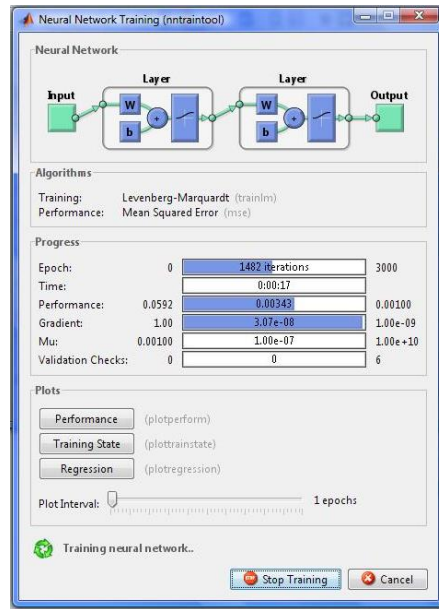 Neural Network Training (nntraintool)
Neural Network
Layer Layer
Input W b + W b + Output
Algorithms
Training: Levenberg-Marquardt (trainlm)
Performance: Mean Squared Error (mse)
Progress
Epoch: 0 1482 iterations 3000
Time: 0:00:17
Performance: 0.0592 0.00343 0.00100
Gradient: 1.00 3.07e-08 1.00e-09
Mu: 0.00100 1.00e-07 1.00e+10
Validation Checks: 0 0 6
Plots
Performance (plotperform)
Training State (plottrainstate)
Regression (plotregression)
Plot Interval: 1 epochs
Training neural network..
Stop Training Cancel